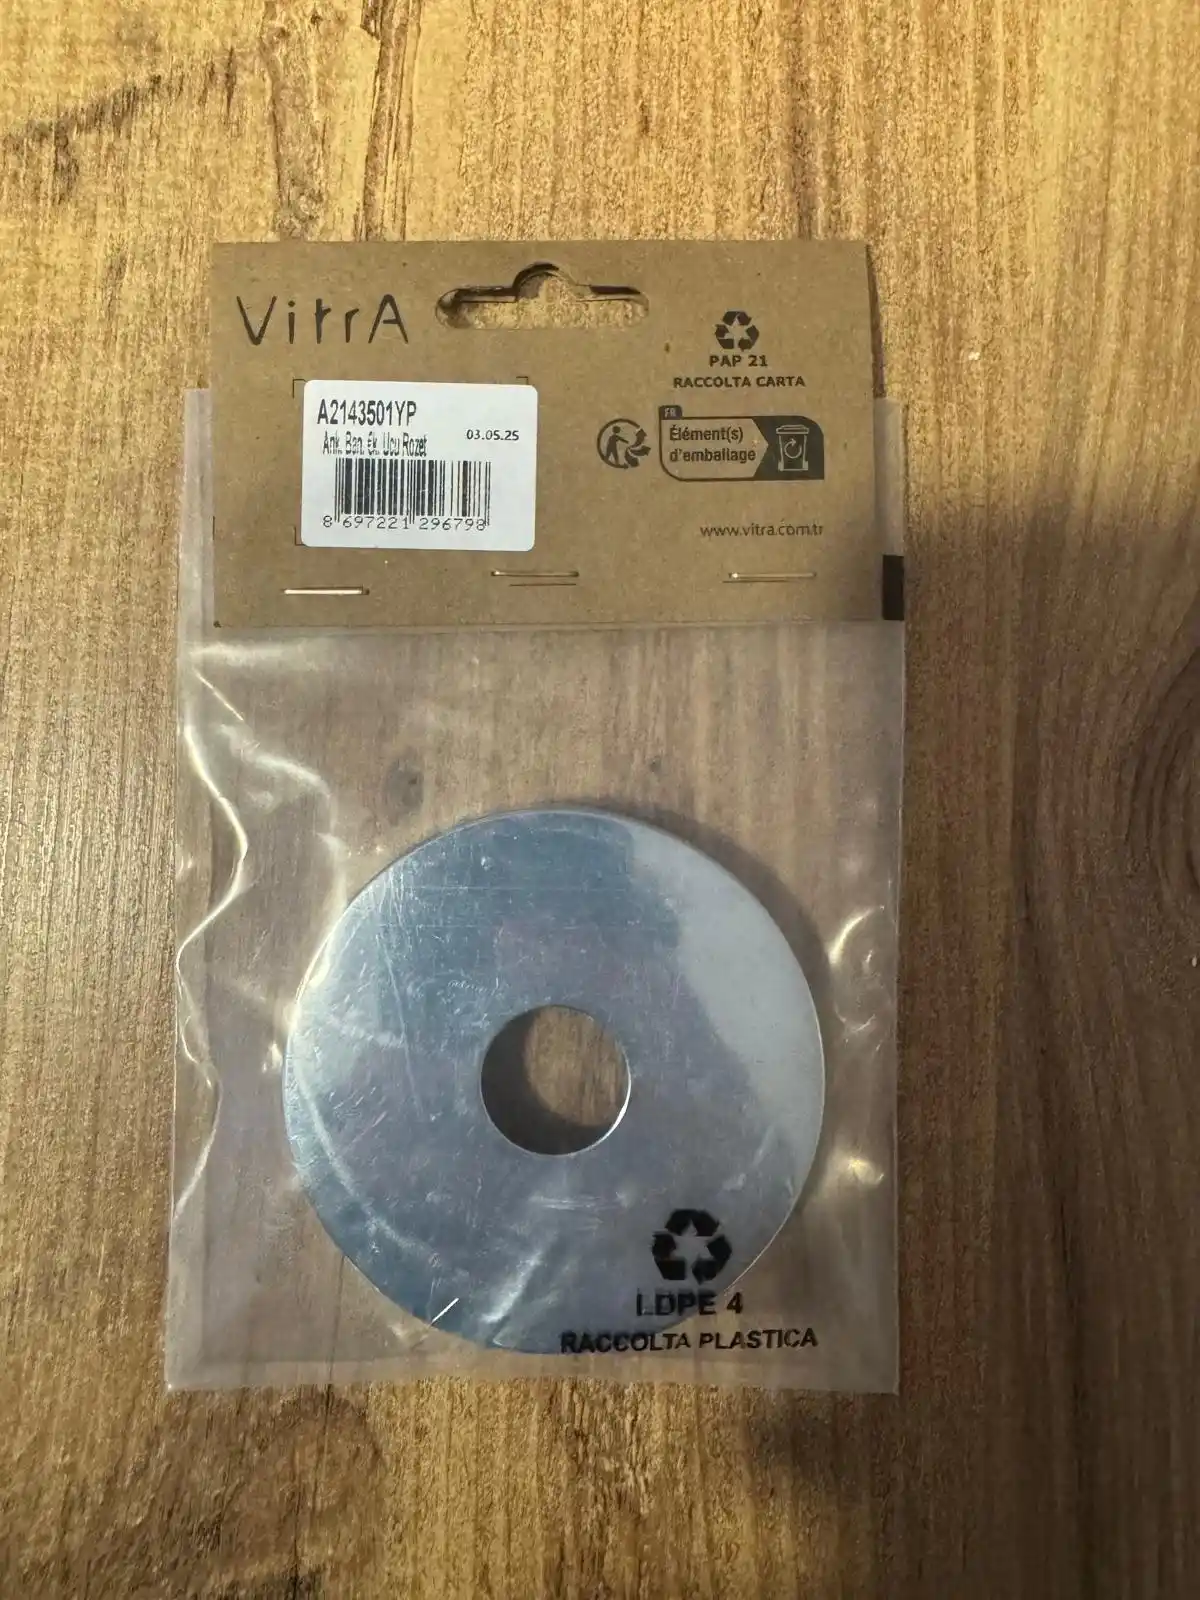 VitrA
PAP 21
RACCOLTA CARTA
A2143501YP
Ank. Ban. Ek. Ucu Rozet
03.05.25
8 697221 296798
FR
Élément(s)
d'emballage
www.vitra.com.tr
LDPE 4
RACCOLTA PLASTICA